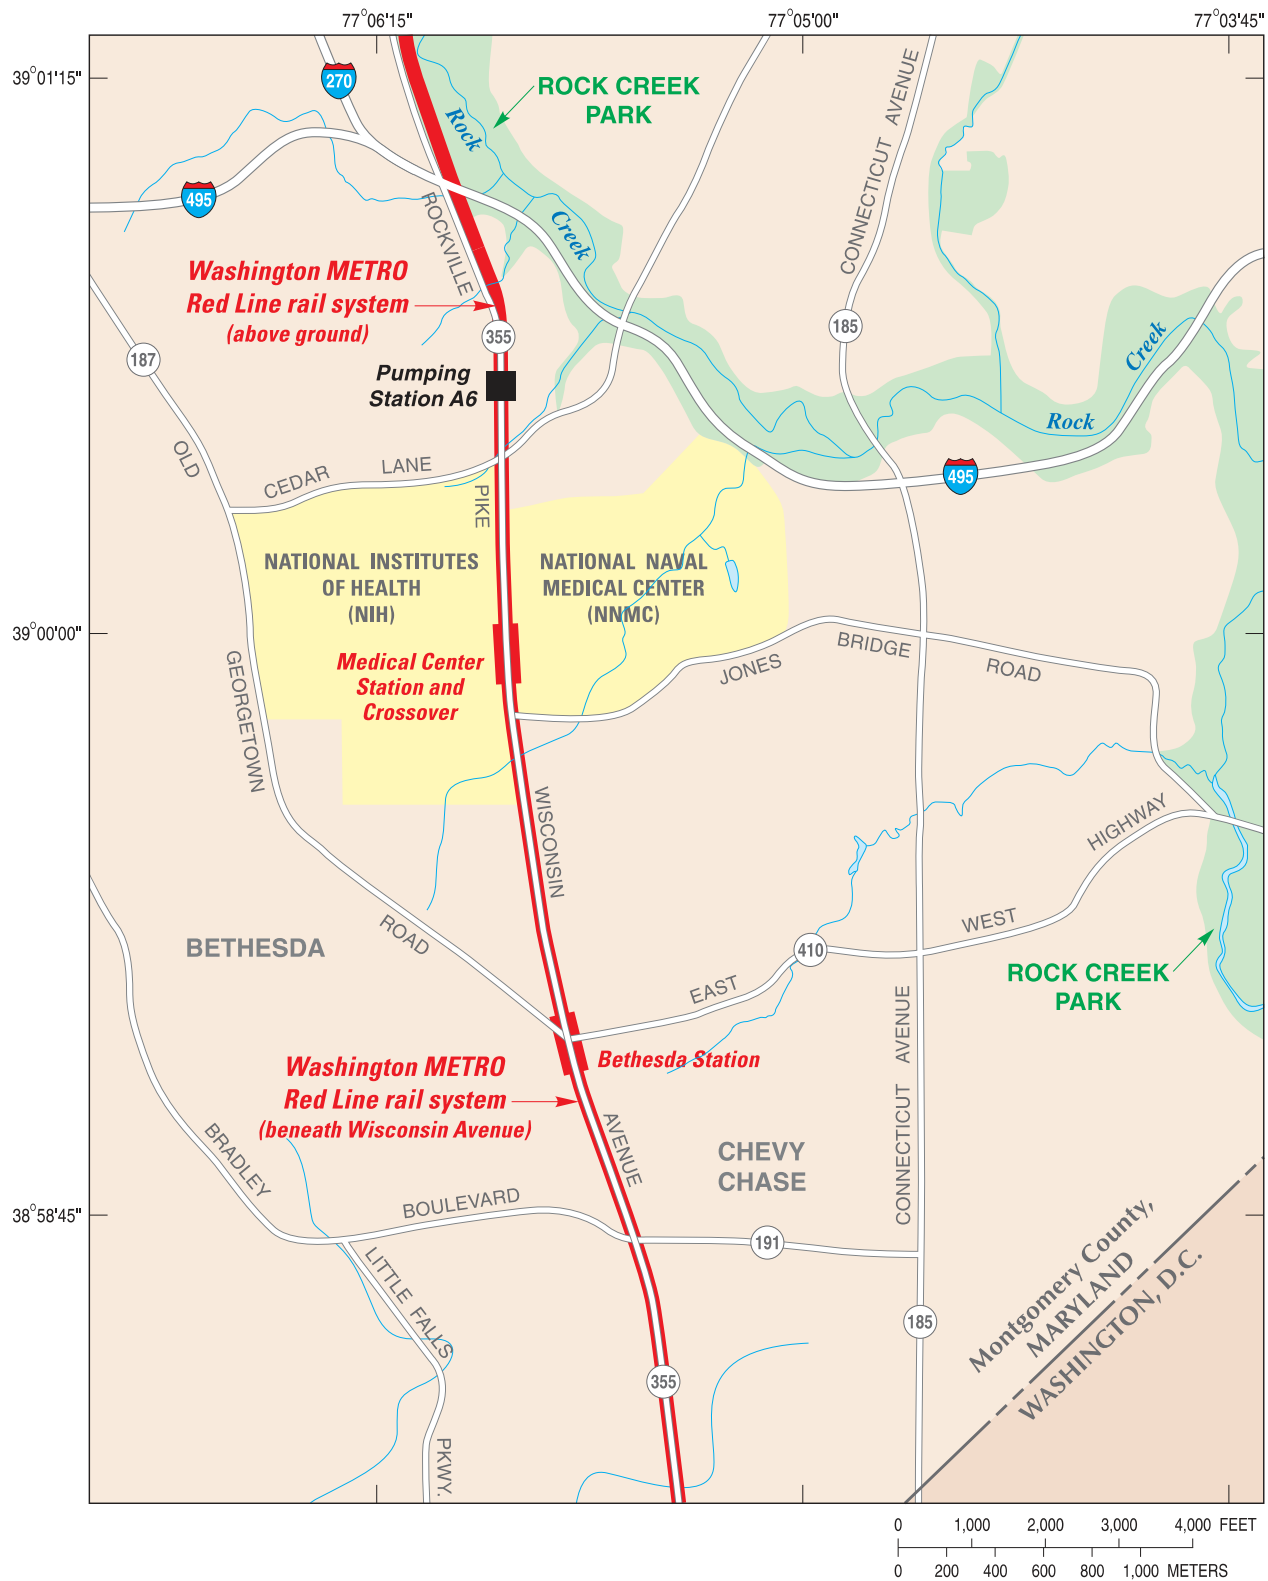 77°06'15"
77°05'00"
77°03'45"
39°01'15"
270
ROCK CREEK
PARK
Rock
495
CONNECTICUT AVENUE
ROCKVILLE
Creek
Washington METRO
Red Line rail system
(above ground)
355
185
187
Creek
Rock
Pumping
Station A6
OLD
CEDAR LANE
495
PIKE
NATIONAL INSTITUTES
OF HEALTH
(NIH)
NATIONAL NAVAL
MEDICAL CENTER
(NNMC)
39°00'00"
Medical Center
Station and
Crossover
JONES
BRIDGE
ROAD
GEORGETOWN
WISCONSIN
HIGHWAY
BETHESDA
ROAD
WEST
410
EAST
ROCK CREEK
PARK
CONNECTICUT AVENUE
Bethesda Station
Washington METRO
Red Line rail system
(beneath Wisconsin Avenue)
AVENUE
CHEVY
CHASE
BRADLEY
BOULEVARD
38°58'45"
191
LITTLE FALLS
PKWY.
185
355
Montgomery County,
MARYLAND
WASHINGTON, D.C.
0 1,000 2,000 3,000 4,000 FEET
0 200 400 600 800 1,000 METERS